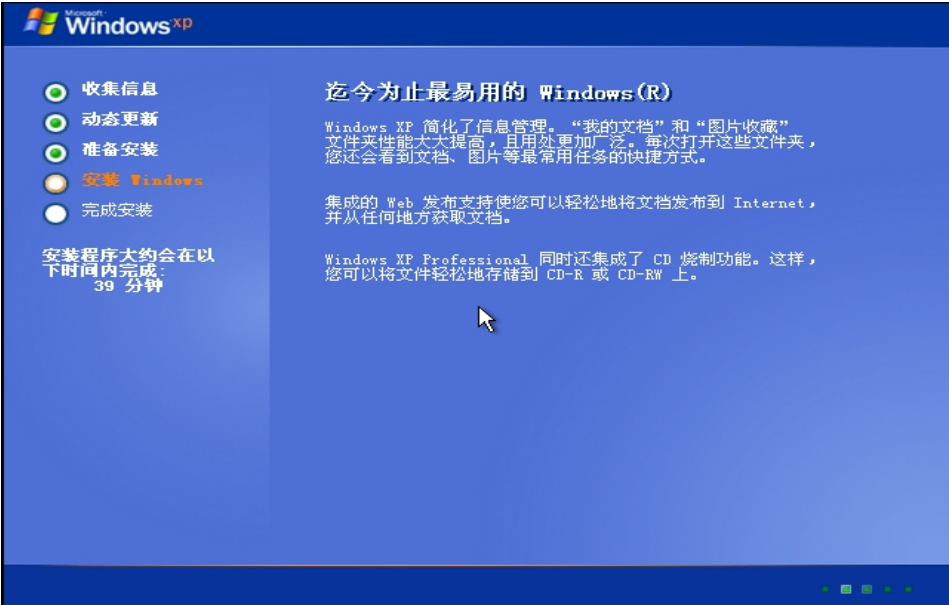 Microsoft
Windows xp
收集信息
动态更新
准备安装
安装 Windows
完成安装
安装程序大约会在以
下时间内完成:
39 分钟
迄今为止最易用的 Windows(R)
Windows XP 简化了信息管理。“我的文档”和“图片收藏”
文件夹性能大大提高，且用处更加广泛。每次打开这些文件夹，
您还会看到文档、图片等最常用任务的快捷方式。
集成的 Web 发布支持使您可以轻松地将文档发布到 Internet，
并从任何地方获取文档。
Windows XP Professional 同时还集成了 CD 烧制功能。这样，
您可以将文件轻松地存储到 CD-R 或 CD-RW 上。